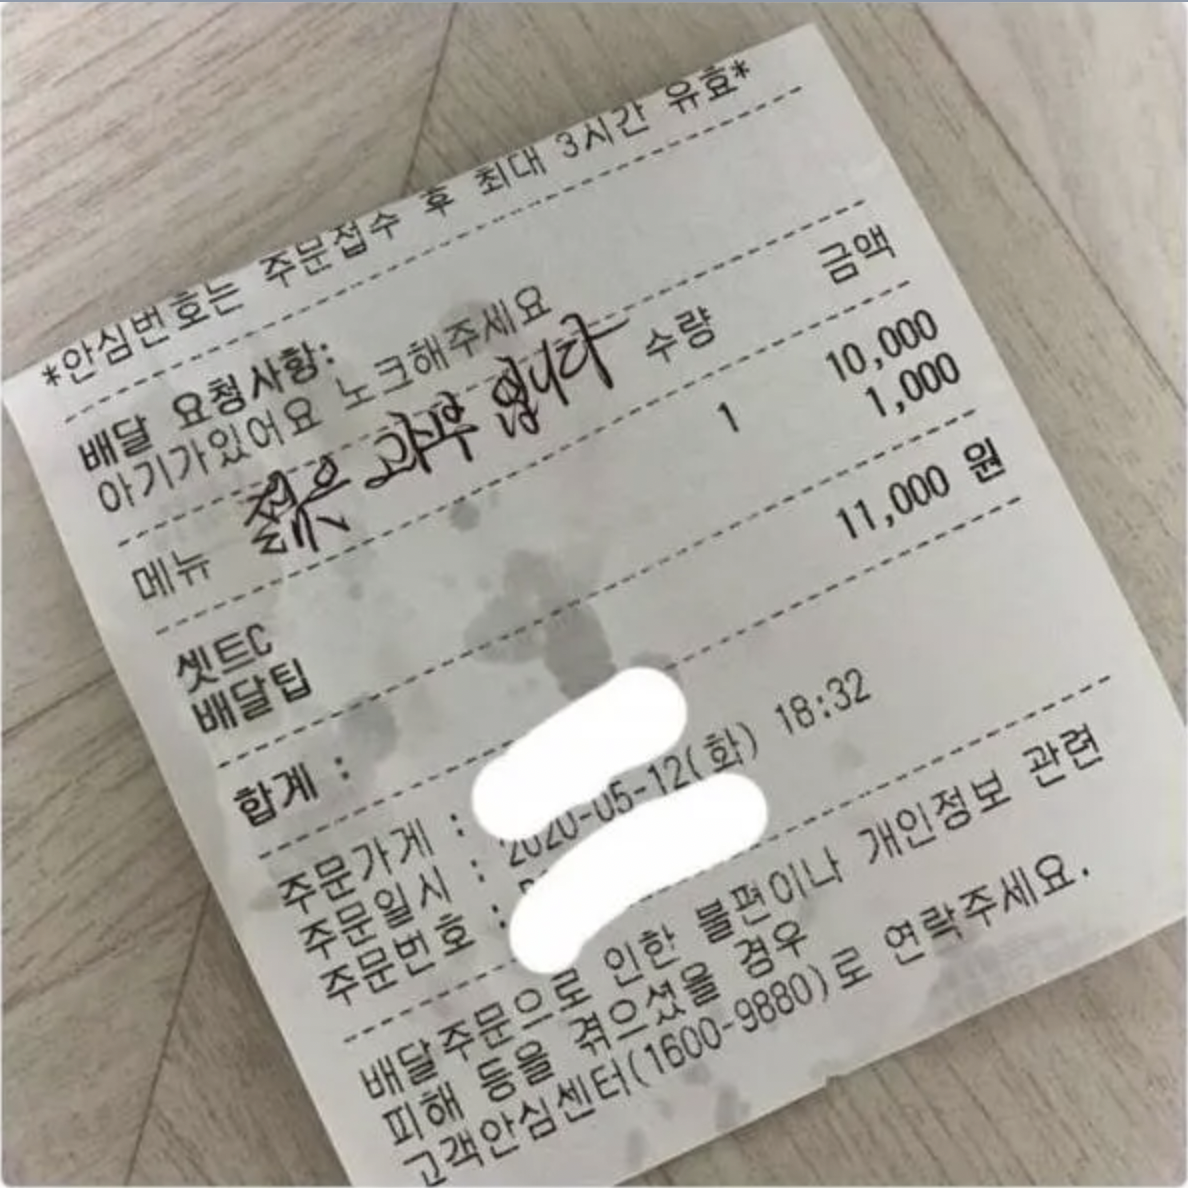 *안심번호는 주문접수 후 최대 3시간 유효*
배달 요청사항:
아기가있어요 노크해주세요
젊은 과부 입니다
메뉴 수량 금액
셋트C 1 10,000
배달팁 1,000
합계 : 11,000 원
주문가게 :
주문일시 : 2020-05-12(화) 18:32
주문번호 :
배달주문으로 인한 불편이나 개인정보 관련
피해 등을 겪으셨을 경우
고객안심센터(1600-9880)로 연락주세요.